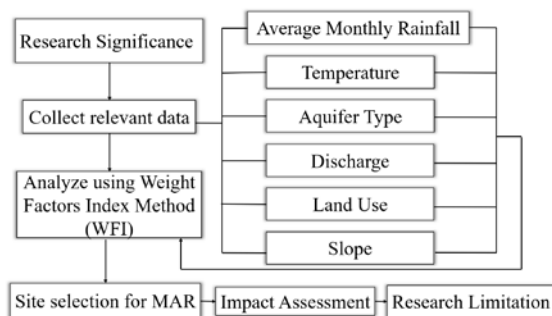 Research Significance
Collect relevant data
Analyze using Weight
Factors Index Method
(WFI)
Average Monthly Rainfall
Temperature
Aquifer Type
Discharge
Land Use
Slope
Site selection for MAR
Impact Assessment
Research Limitation